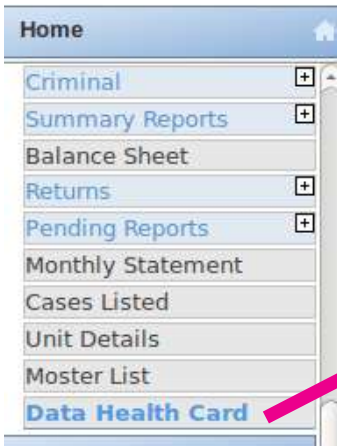 Home
Criminal
Summary Reports
Balance Sheet
Returns
Pending Reports
Monthly Statement
Cases Listed
Unit Details
Moster List
Data Health Card